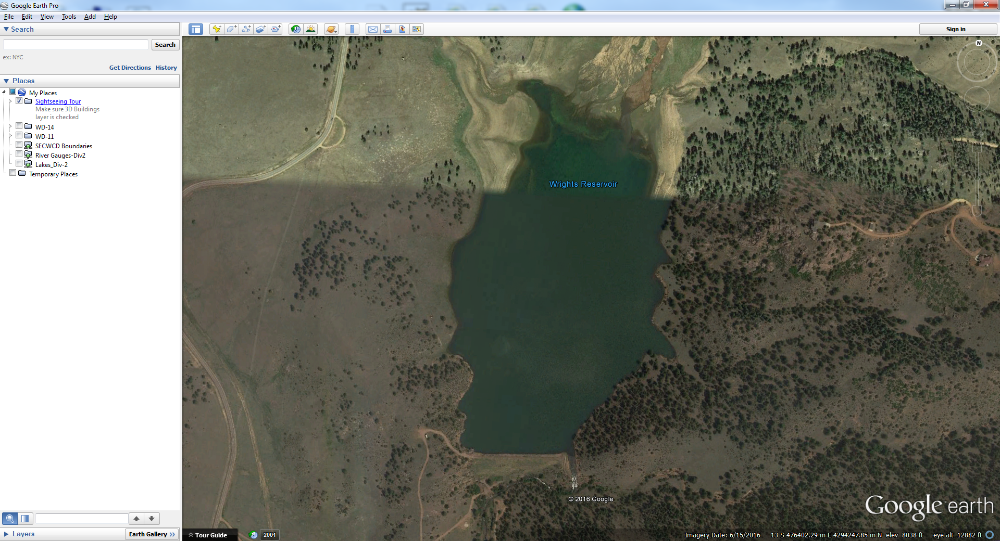 Google Earth Pro
File Edit View Tools Add Help
Search
Sign in
N
Search
ex: NYC
Get Directions History
Places
My Places
Sightseeing Tour
Make sure 3D Buildings
layer is checked
WD-14
WD-11
SECWCD Boundaries
River Gauges-Div2
Lakes_Div-2
Temporary Places
Wrights Reservoir
© 2016 Google
Google earth
Layers
Earth Gallery >>
Tour Guide
2001
Imagery Date: 6/15/2016 13 S 476402.29 m E 4294247.85 m N elev 8038 ft eye alt 12882 ft